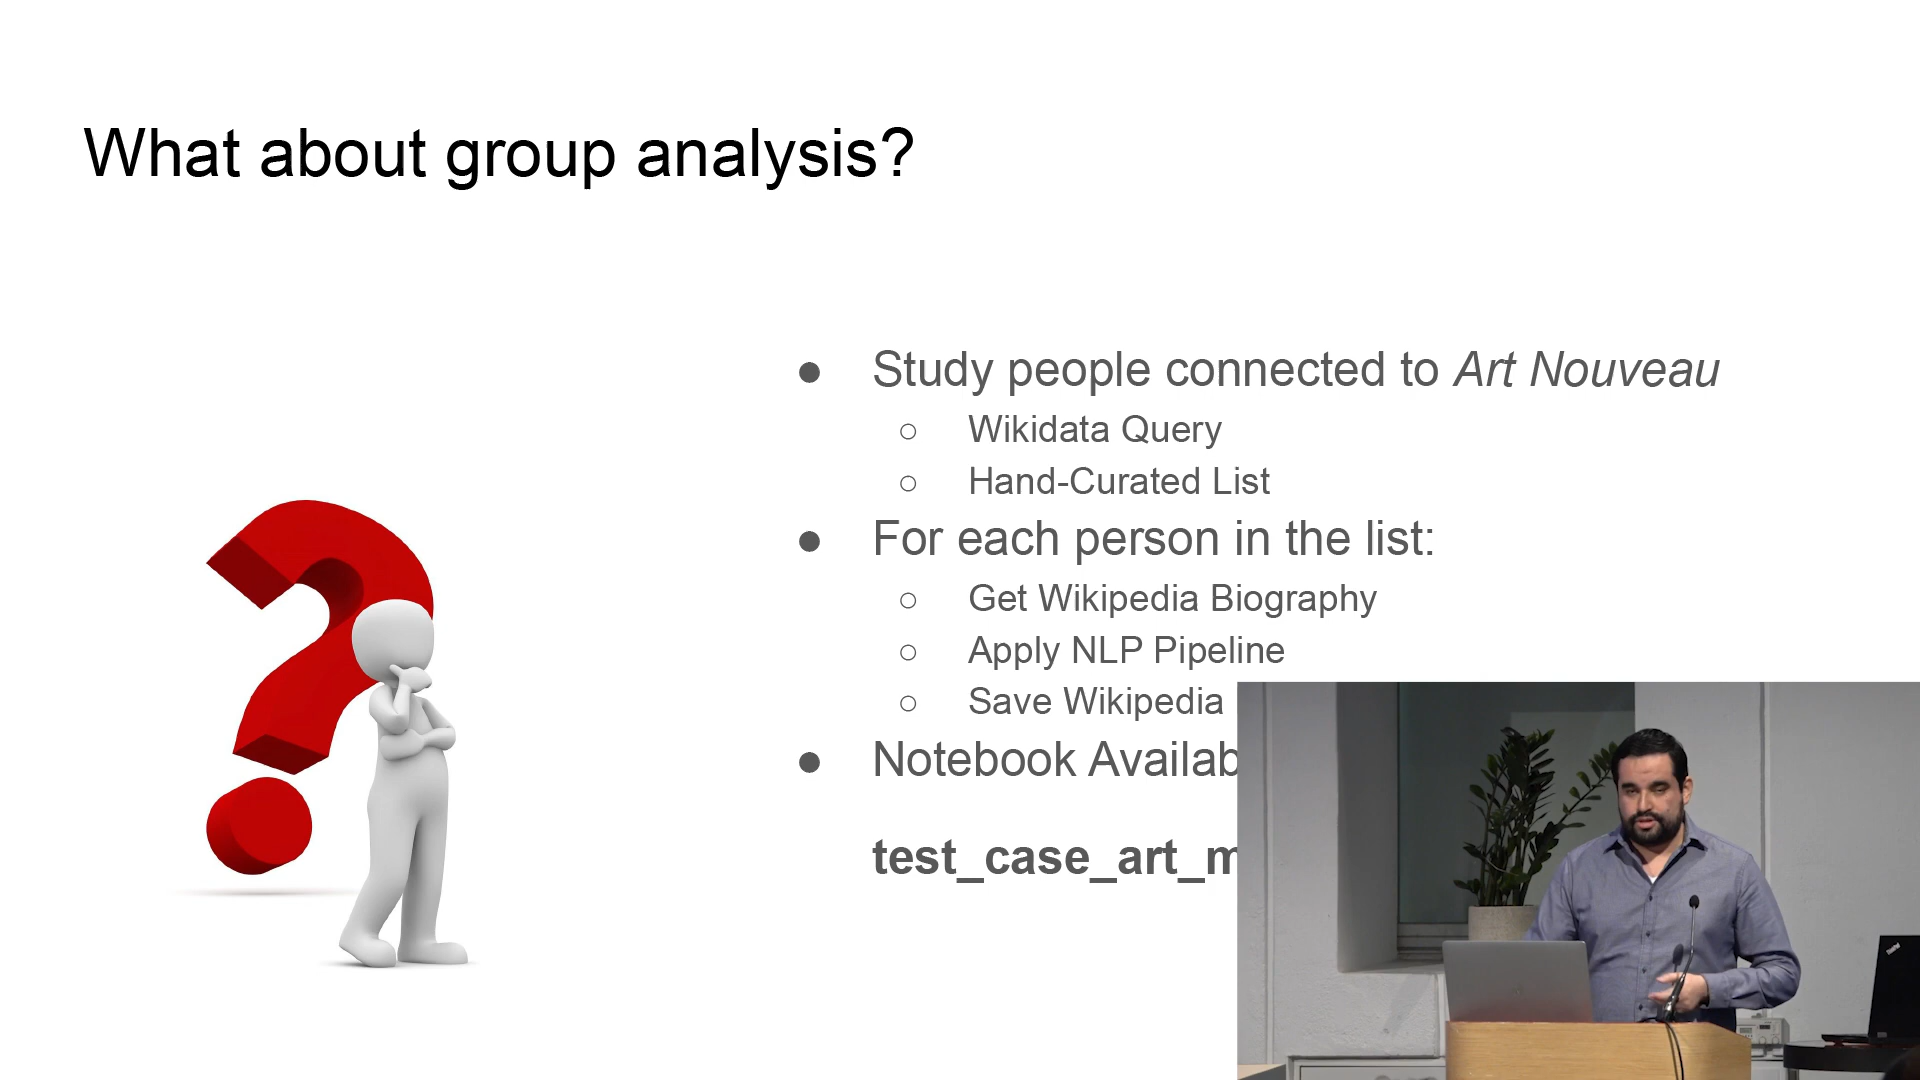 What about group analysis?
● Study people connected to Art Nouveau
○ Wikidata Query
○ Hand-Curated List
● For each person in the list:
○ Get Wikipedia Biography
○ Apply NLP Pipeline
○ Save Wikipedia
● Notebook Availab
test_case_art_m
ThinkPad